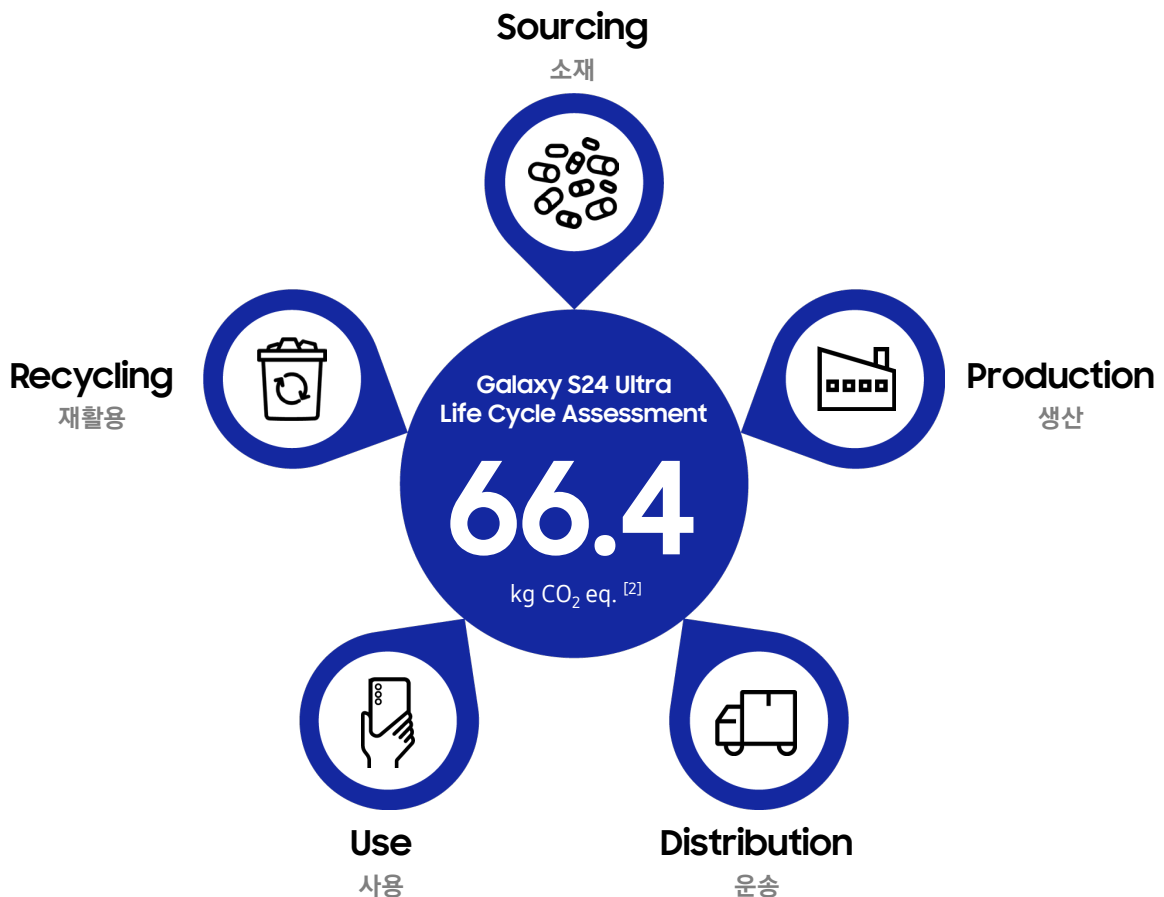 Sourcing
소재
Recycling
재활용
Galaxy S24 Ultra
Life Cycle Assessment
66.4
kg CO₂ eq. [2]
Production
생산
Use
사용
Distribution
운송